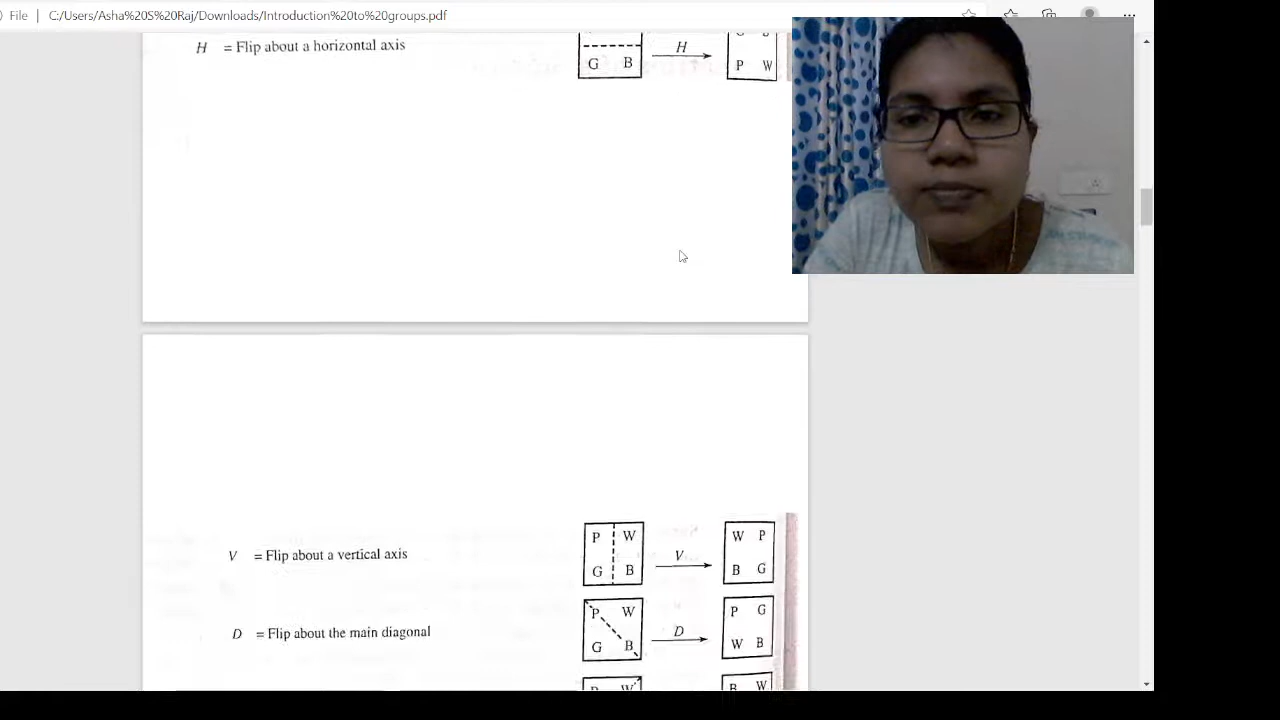 File | C:/Users/Asha%20S%20Raj/Downloads/Introduction%20to%20groups.pdf
H = Flip about a horizontal axis
H
G B
P W
V = Flip about a vertical axis
P W
G B
V
W P
B G
D = Flip about the main diagonal
P W
G B
D
P G
W B
P W
B W